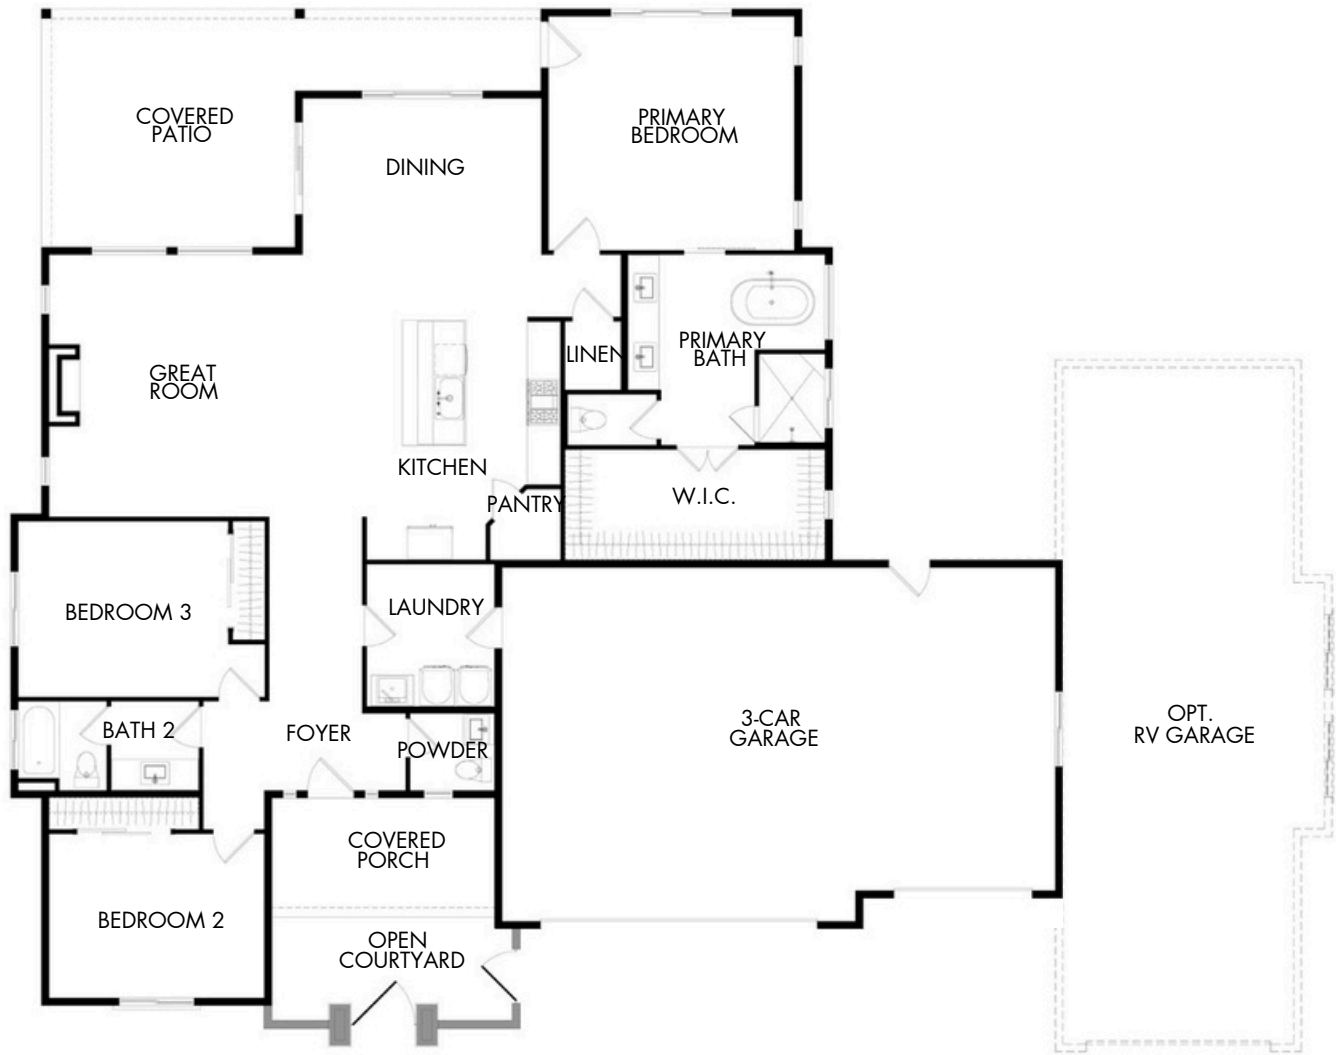 COVERED
PATIO
PRIMARY
BEDROOM
DINING
GREAT
ROOM
LINEN
PRIMARY
BATH
KITCHEN
PANTRY
W.I.C.
BEDROOM 3
LAUNDRY
BATH 2
FOYER
POWDER
3-CAR
GARAGE
OPT.
RV GARAGE
COVERED
PORCH
BEDROOM 2
OPEN
COURTYARD